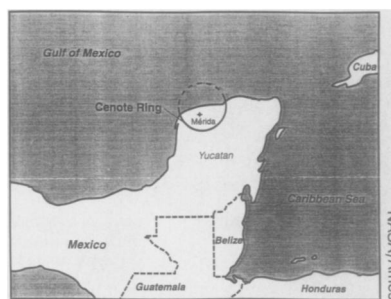 Gulf of Mexico
Cuba
Cenote Ring
Mérida
Yucatan
Caribbean Sea
Mexico
Belize
Guatemala
Honduras